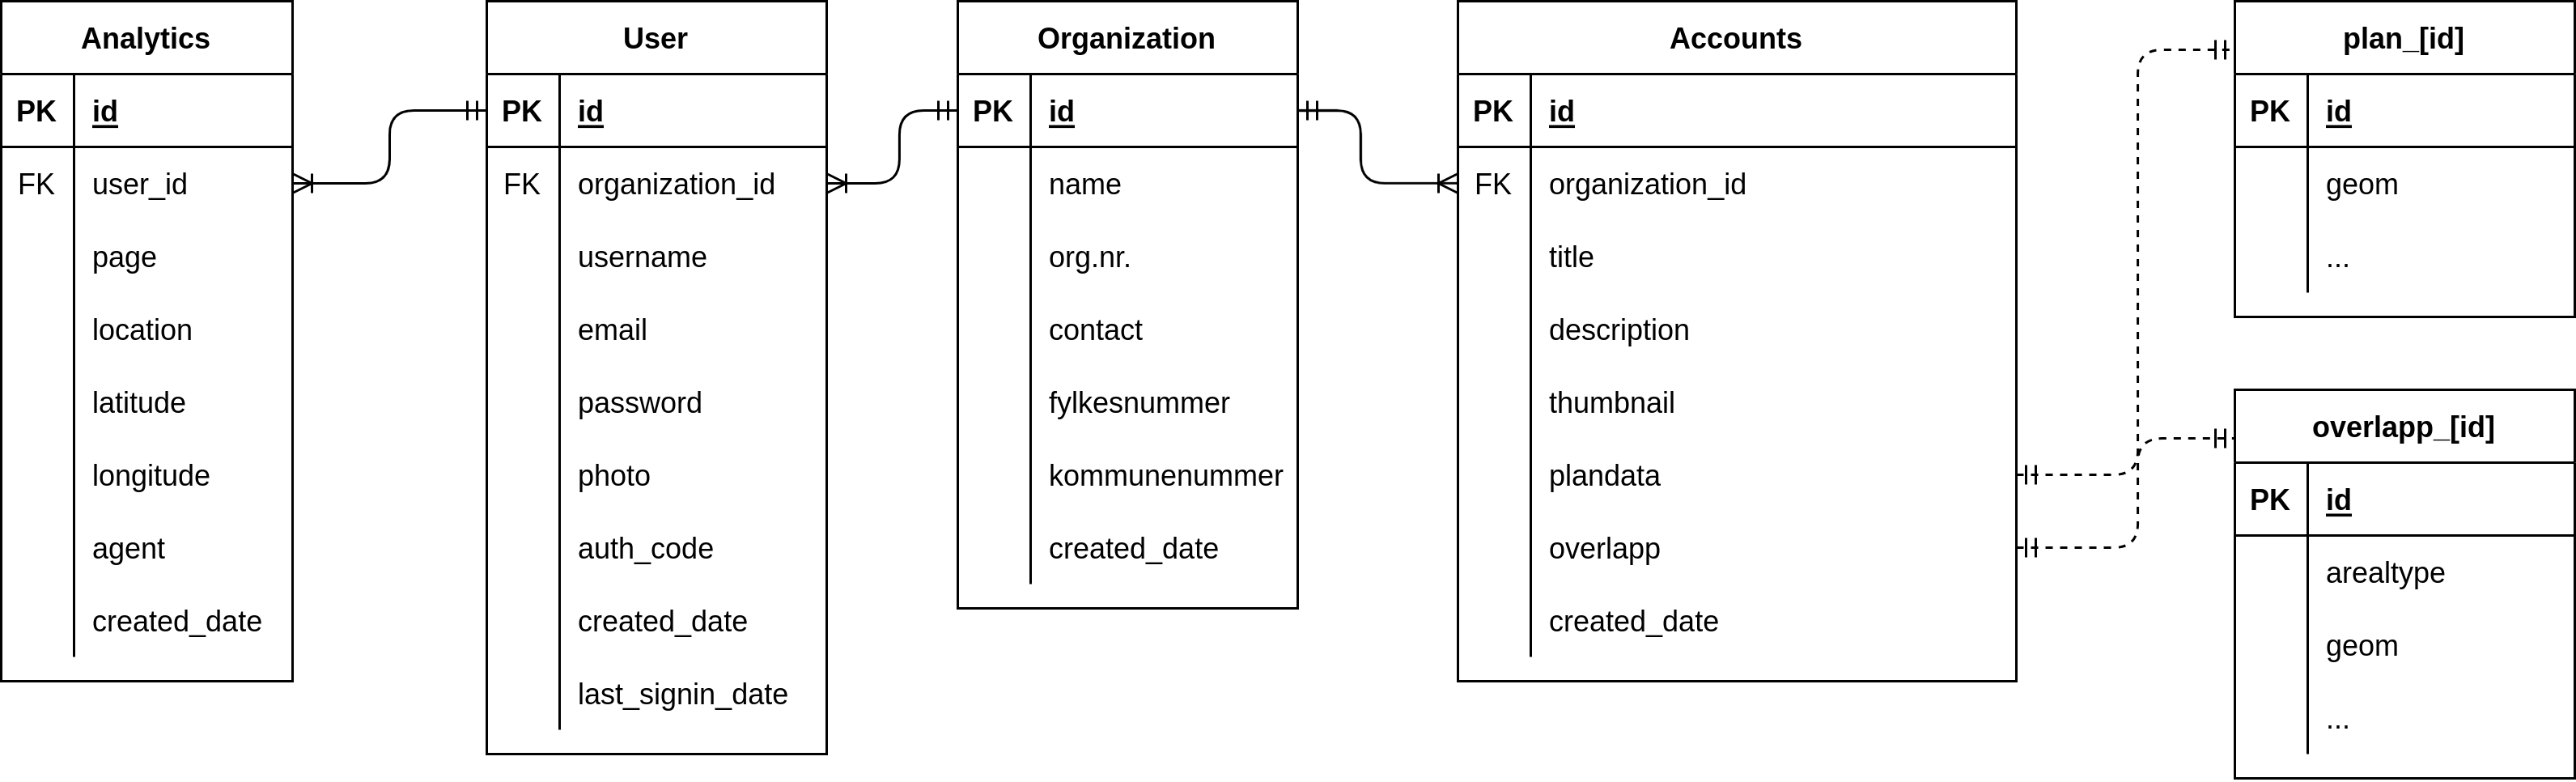 Analytics
PK id
FK user_id
page
location
latitude
longitude
agent
created_date
User
PK id
FK organization_id
username
email
password
photo
auth_code
created_date
last_signin_date
Organization
PK id
name
org.nr.
contact
fylkesnummer
kommunenummer
created_date
Accounts
PK id
FK organization_id
title
description
thumbnail
plandata
overlapp
created_date
plan_[id]
PK id
geom
...
overlapp_[id]
PK id
arealtype
geom
...